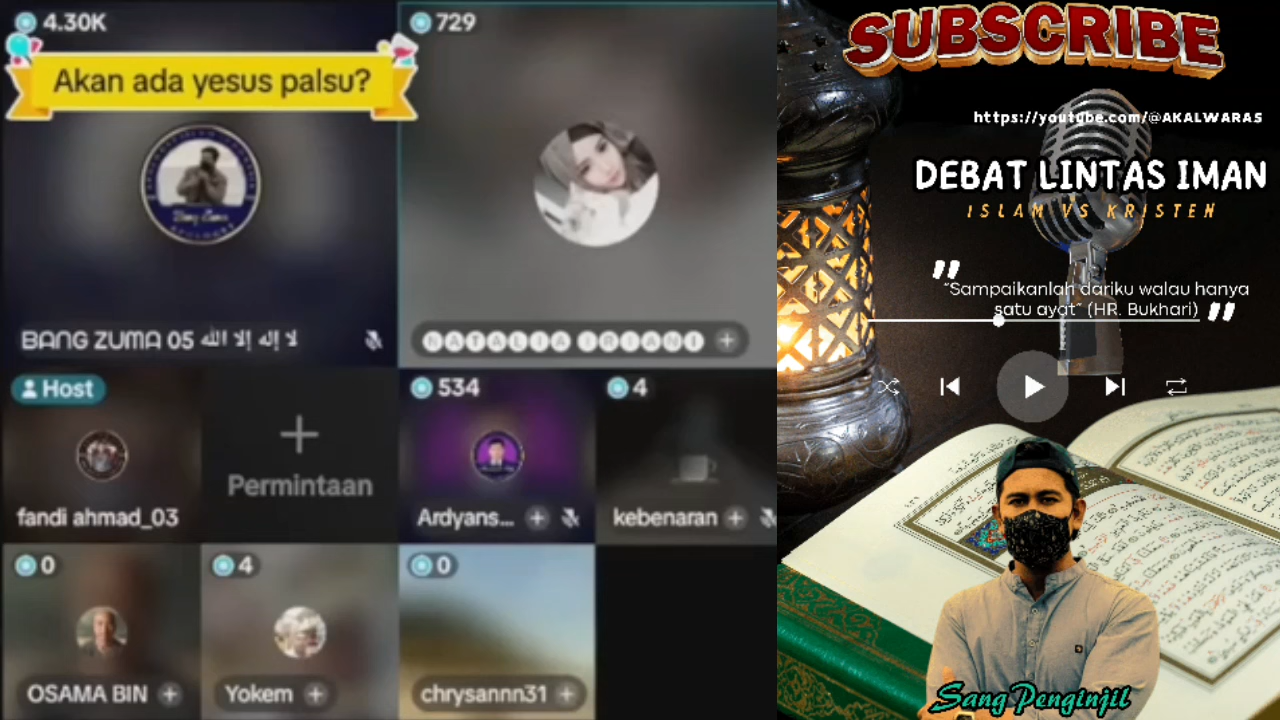 4.30K
729
Akan ada yesus palsu?
BANG ZUMA 05 لا إله إلا الله
NATALIA IRIANI
Host
534
4
Permintaan
fandi ahmad_03
Ardyans...
kebenaran
0
4
0
OSAMA BIN
Yokem
chrysannn31
SUBSCRIBE
https://youtube.com/@AKALWARAS
DEBAT LINTAS IMAN
ISLAM VS KRISTEN
"Sampaikanlah dariku walau hanya
satu ayat" (HR. Bukhari)
Sang Penginjil